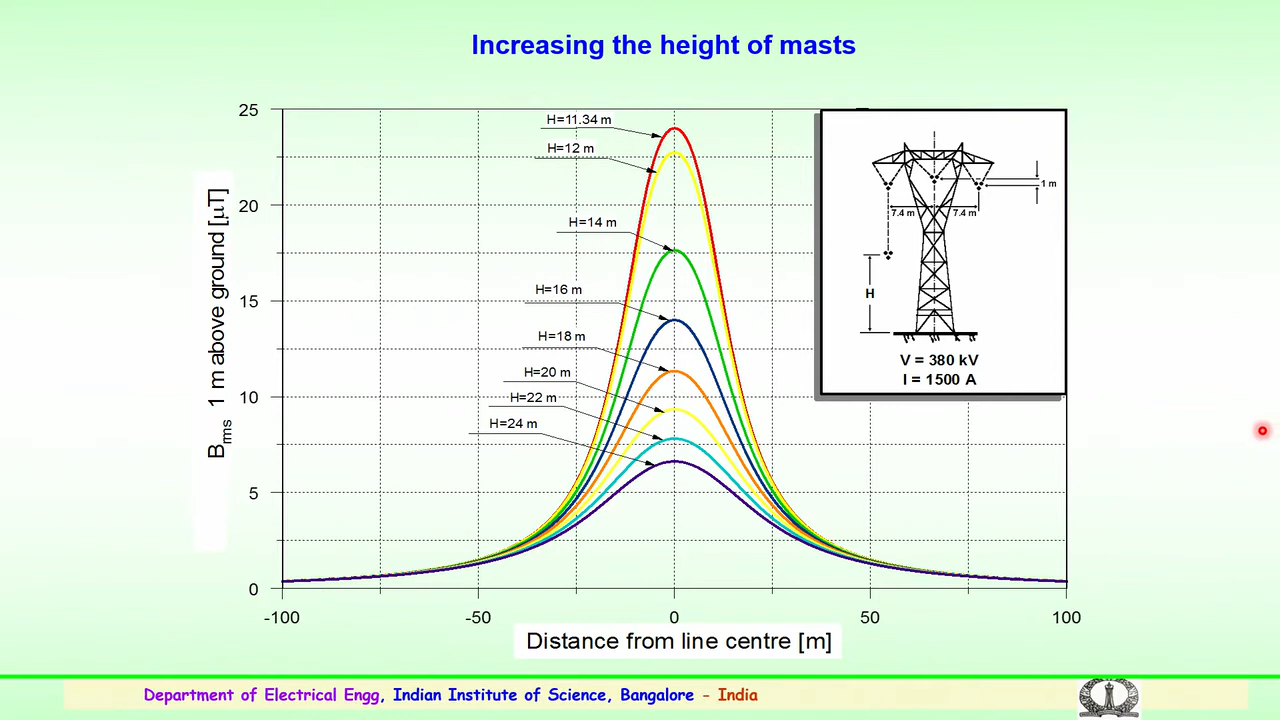 Increasing the height of masts
25
20
15
10
5
0
B_rms 1 m above ground [μT]
H=11.34 m
H=12 m
H=14 m
H=16 m
H=18 m
H=20 m
H=22 m
H=24 m
1 m
7.4 m 7.4 m
H
V = 380 kV
I = 1500 A
-100 -50 0 50 100
Distance from line centre [m]
Department of Electrical Engg, Indian Institute of Science, Bangalore - India